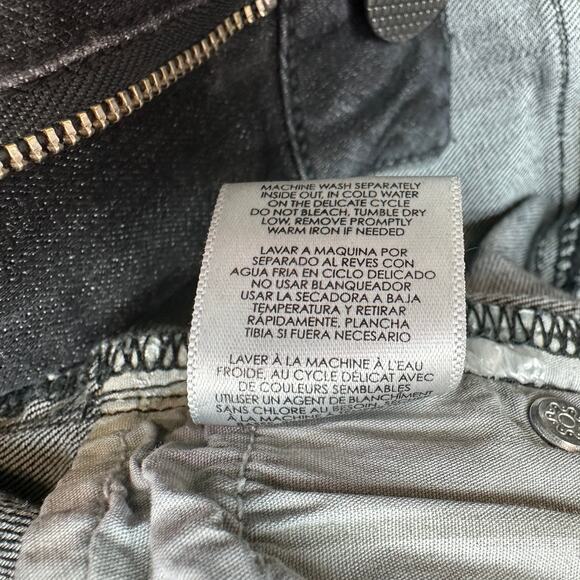 MACHINE WASH SEPARATELY
INSIDE OUT, IN COLD WATER
ON THE DELICATE CYCLE
DO NOT BLEACH, TUMBLE DRY
LOW, REMOVE PROMPTLY
WARM IRON IF NEEDED
LAVAR A MAQUINA POR
SEPARADO AL REVES CON
AGUA FRIA EN CICLO DELICADO
NO USAR BLANQUEADOR
USAR LA SECADORA A BAJA
TEMPERATURA Y RETIRAR
RÁPIDAMENTE, PLANCHA
TIBIA SI FUERA NECESARIO
LAVER À LA MACHINE À L'EAU
FROIDE, AU CYCLE DÉLICAT AVEC
DE COULEURS SEMBLABLES
UTILISER UN AGENT DE BLANCHIMENT
SANS CHLORE AU BESOIN,
À LA MACHINE